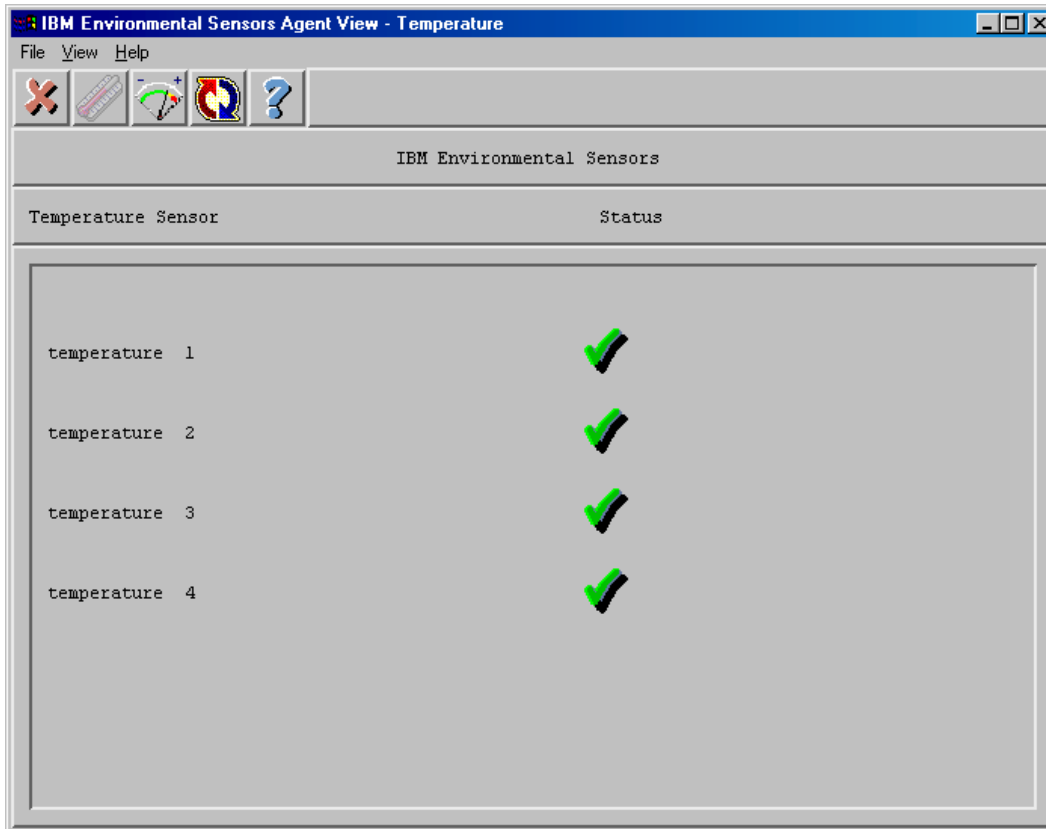 IBM Environmental Sensors Agent View - Temperature
File View Help
IBM Environmental Sensors
Temperature Sensor Status
temperature 1
temperature 2
temperature 3
temperature 4